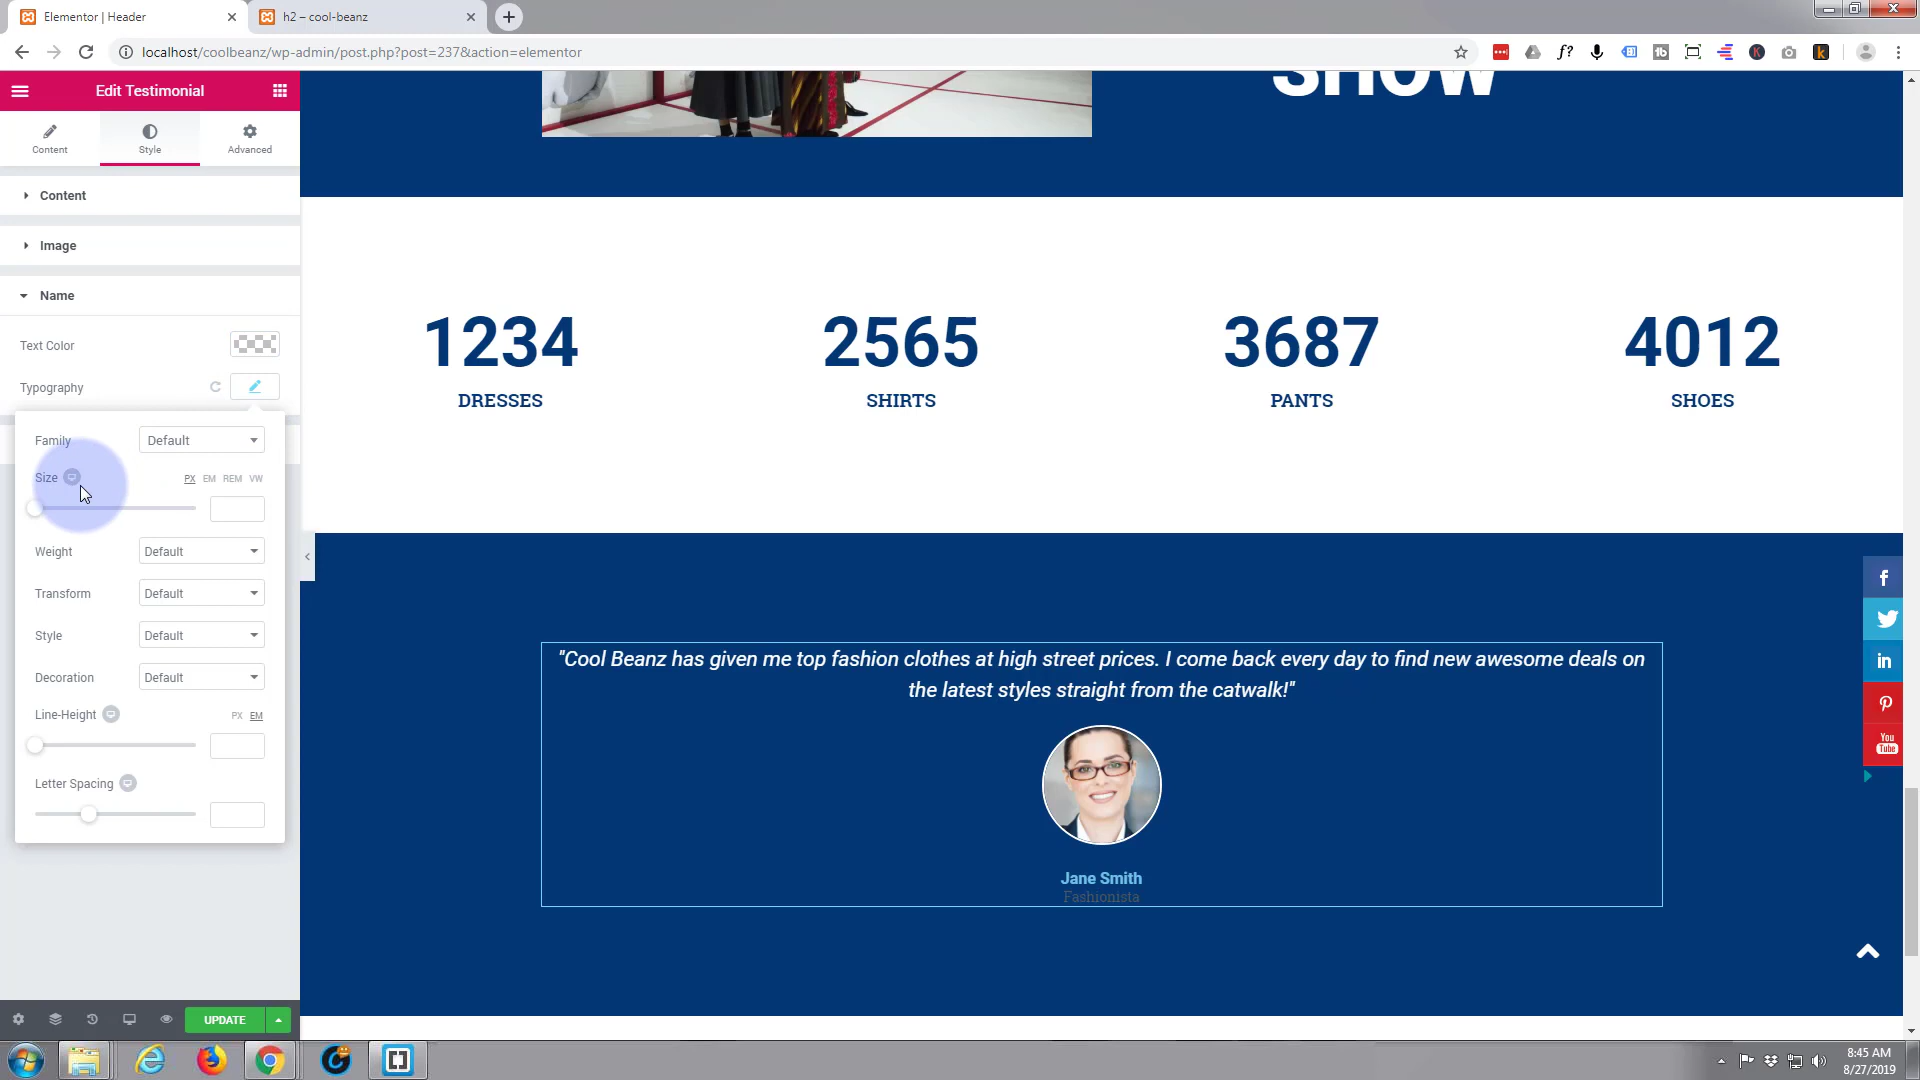 Elementor | Header
h2 – cool-beanz
localhost/coolbeanz/wp-admin/post.php?post=237&action=elementor
f?
Edit Testimonial
Content
Style
Advanced
Content
Image
Name
Text Color
Typography
Family
Default
Size
PX EM REM VW
Weight
Default
Transform
Default
Style
Default
Decoration
Default
Line-Height
PX EM
Letter Spacing
UPDATE
SHOW
1234
DRESSES
2565
SHIRTS
3687
PANTS
4012
SHOES
"Cool Beanz has given me top fashion clothes at high street prices. I come back every day to find new awesome deals on
the latest styles straight from the catwalk!"
Jane Smith
Fashionista
You
Tube
8:45 AM
8/27/2019